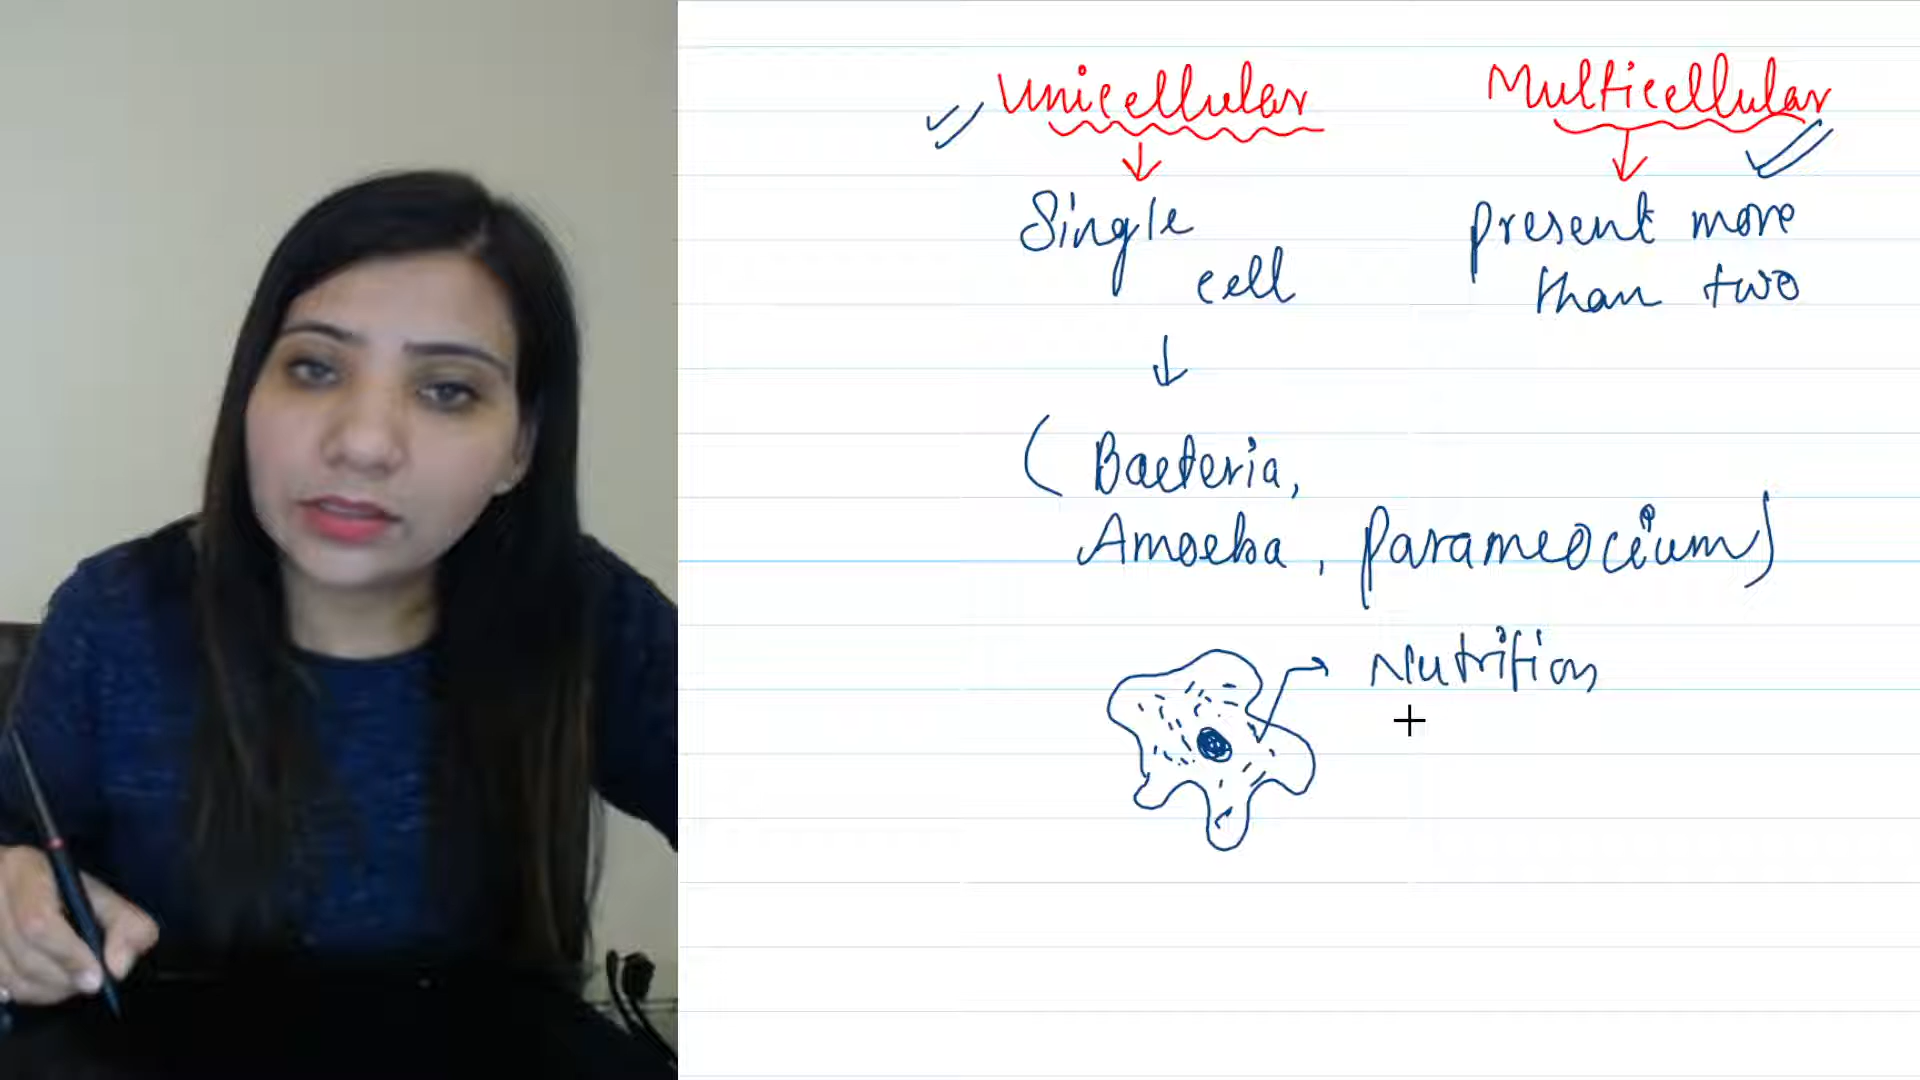 Unicellular
Multicellular
Single
cell
present more
than two
(Bacteria,
Amoeba, Parameocium)
Nutrition